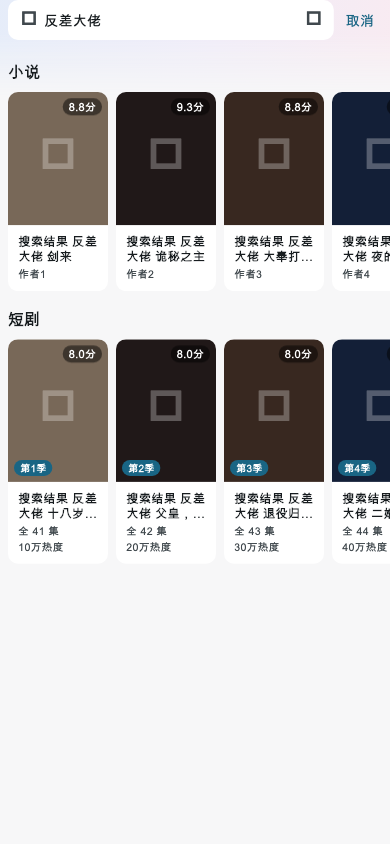 反差大佬
取消
小说
8.8分
9.3分
8.8分
搜索结果 反差
大佬 剑来
作者1
搜索结果 反差
大佬 诡秘之主
作者2
搜索结果 反差
大佬 大奉打...
作者3
搜索结果
大佬 夜的
作者4
短剧
8.0分
8.0分
8.0分
第1季
第2季
第3季
第4季
搜索结果 反差
大佬 十八岁...
全 41 集
10万热度
搜索结果 反差
大佬 父皇，...
全 42 集
20万热度
搜索结果 反差
大佬 退役归...
全 43 集
30万热度
搜索结果
大佬 二
全 44 集
40万热度